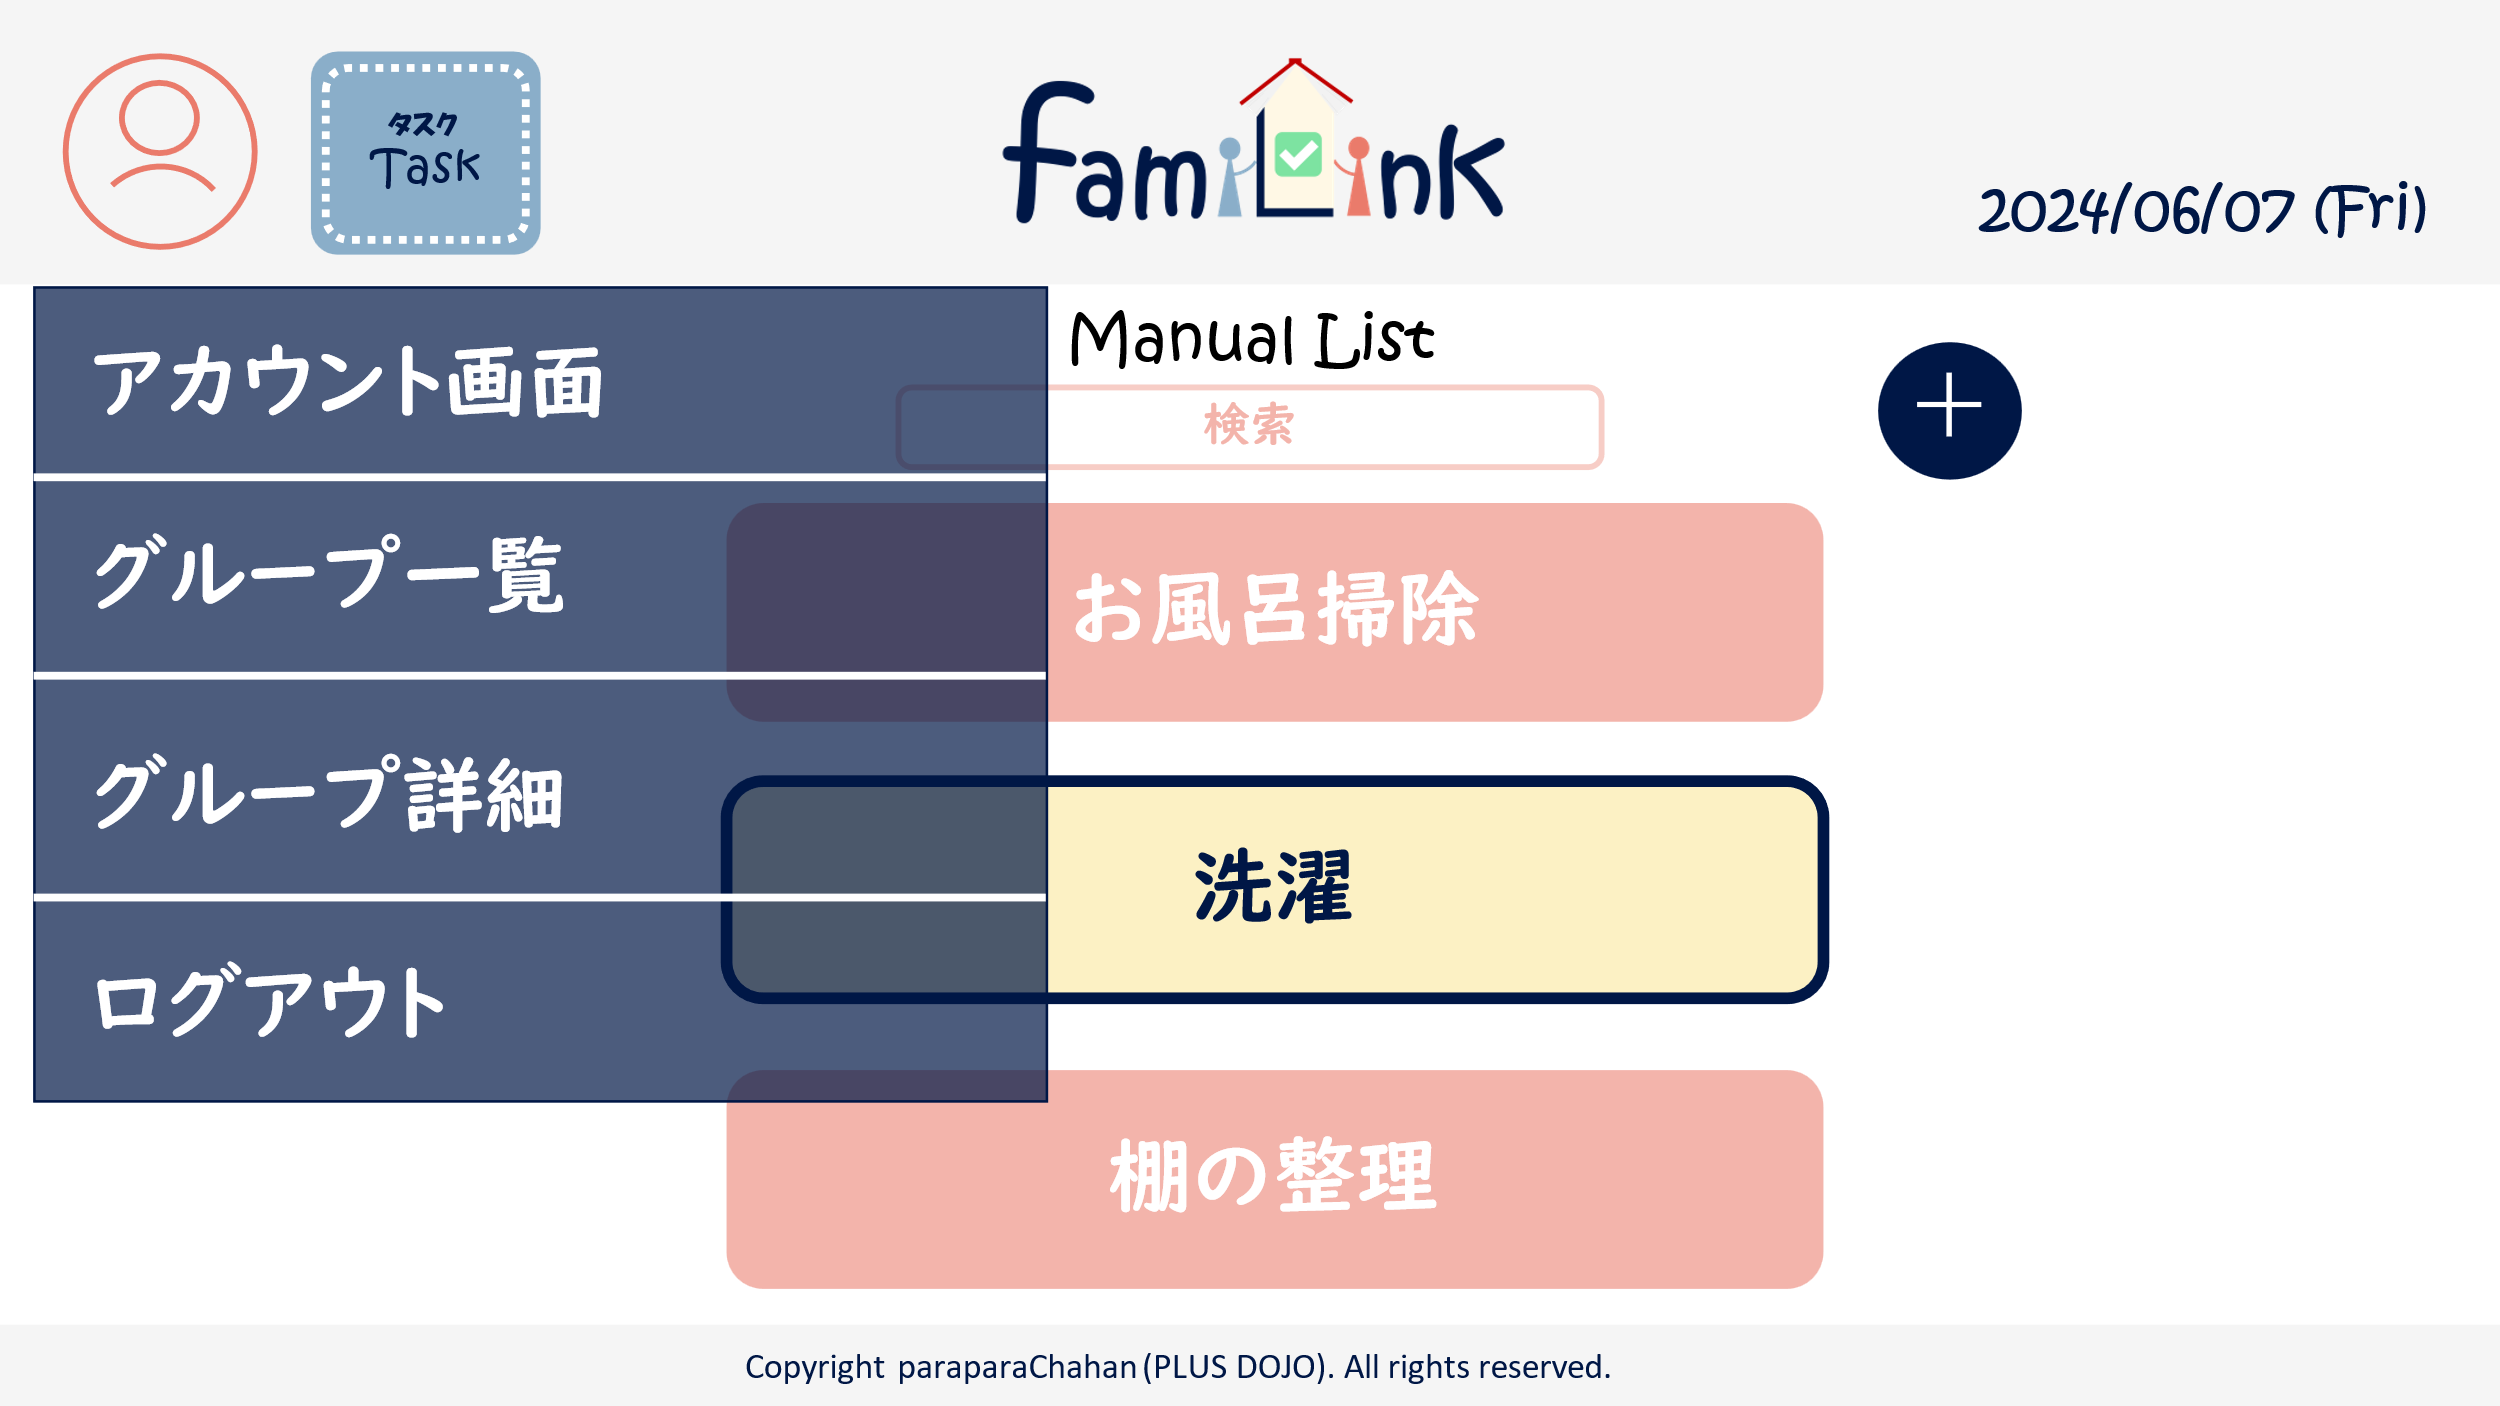 タスク
Task
FamiLink
2024/06/07 (Fri)
アカウント画面
グループ一覧
グループ詳細
ログアウト
Manual List
検索
お風呂掃除
洗濯
棚の整理
Copyright paraparaChahan(PLUS DOJO). All rights reserved.